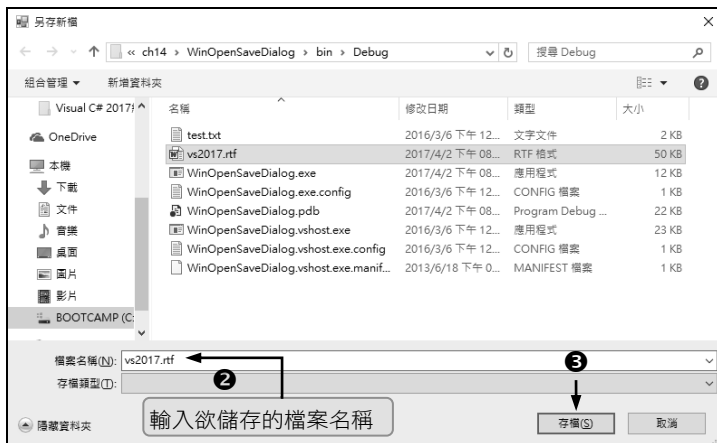 另存新檔
« ch14 > WinOpenSaveDialog > bin > Debug
搜尋 Debug
組合管理 ▼ 新增資料夾
名稱 修改日期 類型 大小
Visual C# 2017
OneDrive
本機
下載
文件
音樂
桌面
圖片
影片
BOOTCAMP (C:
test.txt 2016/3/6 下午 12... 文字文件 2 KB
vs2017.rtf 2017/4/2 下午 08... RTF 格式 50 KB
WinOpenSaveDialog.exe 2017/4/2 下午 08... 應用程式 12 KB
WinOpenSaveDialog.exe.config 2016/3/6 下午 12... CONFIG 檔案 1 KB
WinOpenSaveDialog.pdb 2017/4/2 下午 08... Program Debug ... 22 KB
WinOpenSaveDialog.vshost.exe 2016/3/6 下午 12... 應用程式 23 KB
WinOpenSaveDialog.vshost.exe.config 2016/3/6 下午 12... CONFIG 檔案 1 KB
WinOpenSaveDialog.vshost.exe.manif... 2013/6/18 下午 0... MANIFEST 檔案 1 KB
檔案名稱(N): vs2017.rtf
存檔類型(T):
❷ ❸
輸入欲儲存的檔案名稱
隱藏資料夾
存檔(S) 取消